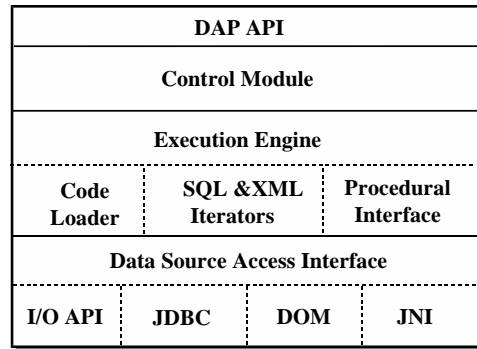 DAP API
Control Module
Execution Engine
Code Loader
SQL &XML Iterators
Procedural Interface
Data Source Access Interface
I/O API
JDBC
DOM
JNI